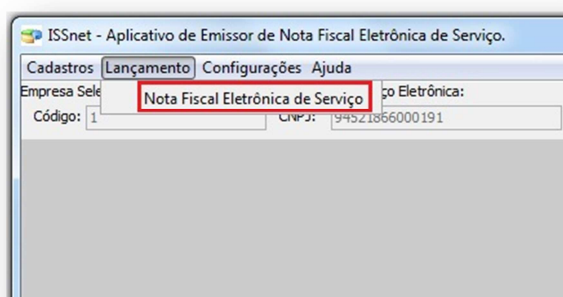 ISSnet - Aplicativo de Emissor de Nota Fiscal Eletrônica de Serviço.
Cadastros Lançamento Configurações Ajuda
Empresa Eletrônica:
Nota Fiscal Eletrônica de Serviço
Código: 1 CNPJ: 94521866000191